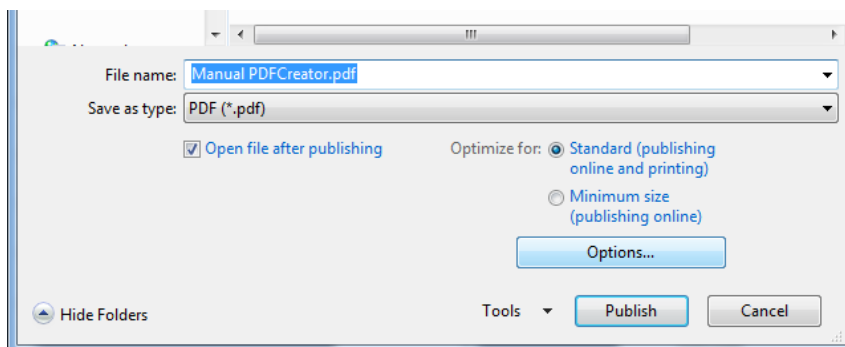 File name: Manual PDFCreator.pdf
Save as type: PDF (*.pdf)
Open file after publishing
Optimize for: Standard (publishing
online and printing)
Minimum size
(publishing online)
Options...
Hide Folders
Tools
Publish
Cancel